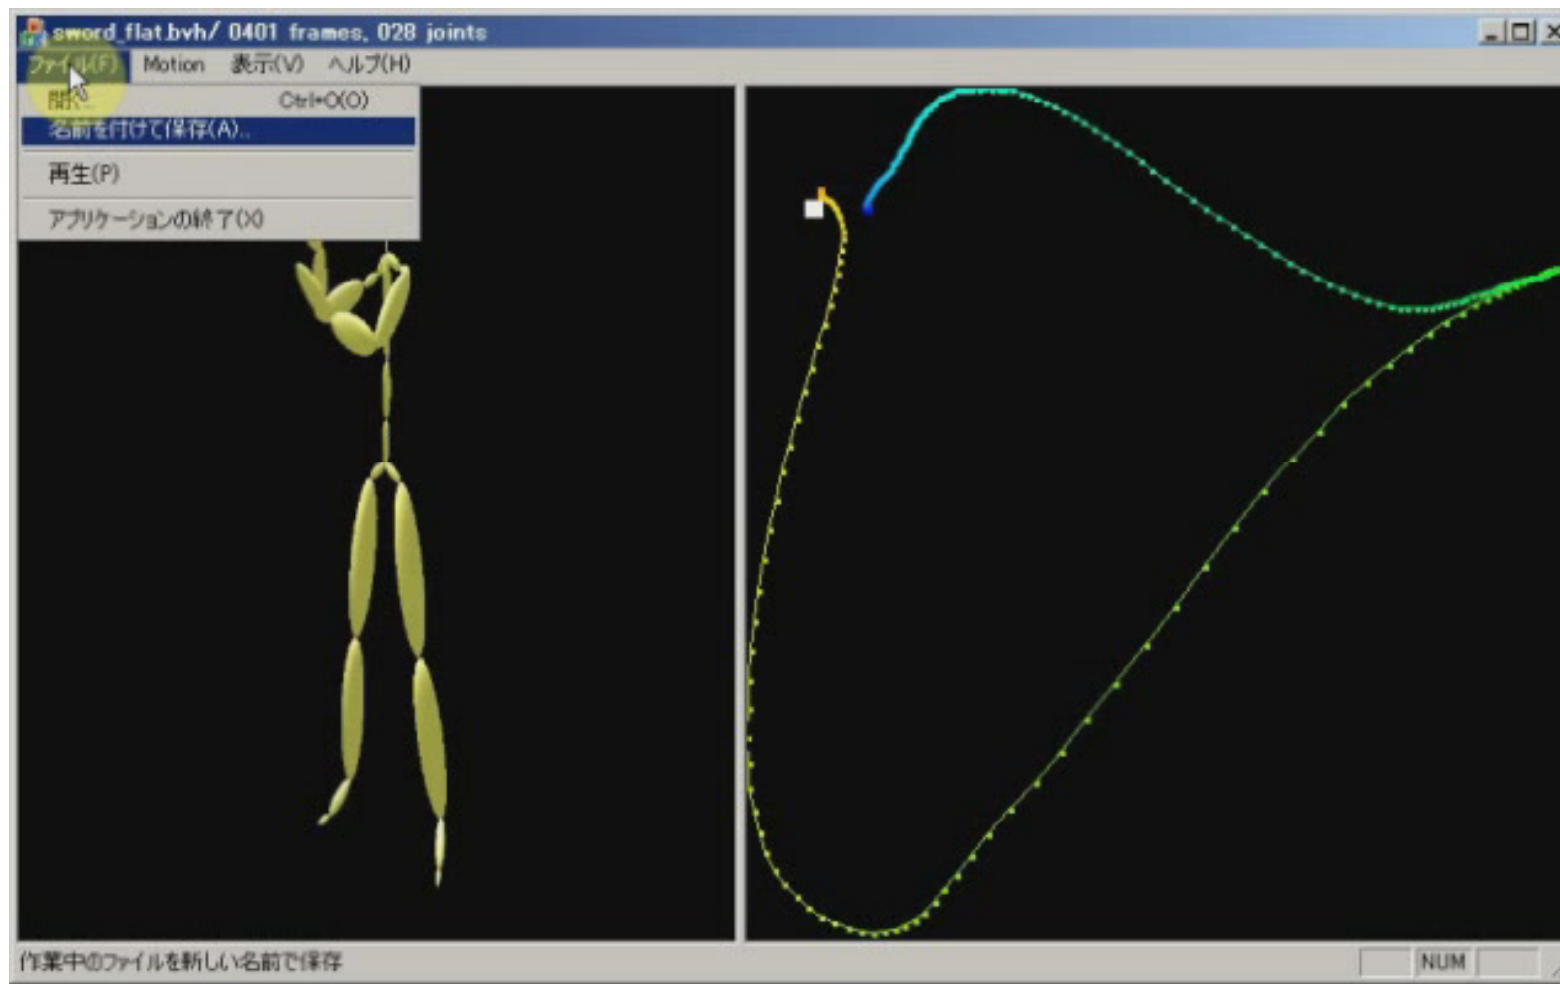 sword_flat.bvh/ 0401 frames, 028 joints
ファイル(F) Motion 表示(V) ヘルプ(H)
開く... Ctrl+O(O)
名前を付けて保存(A)...
再生(P)
アプリケーションの終了(X)
作業中のファイルを新しい名前で保存
NUM